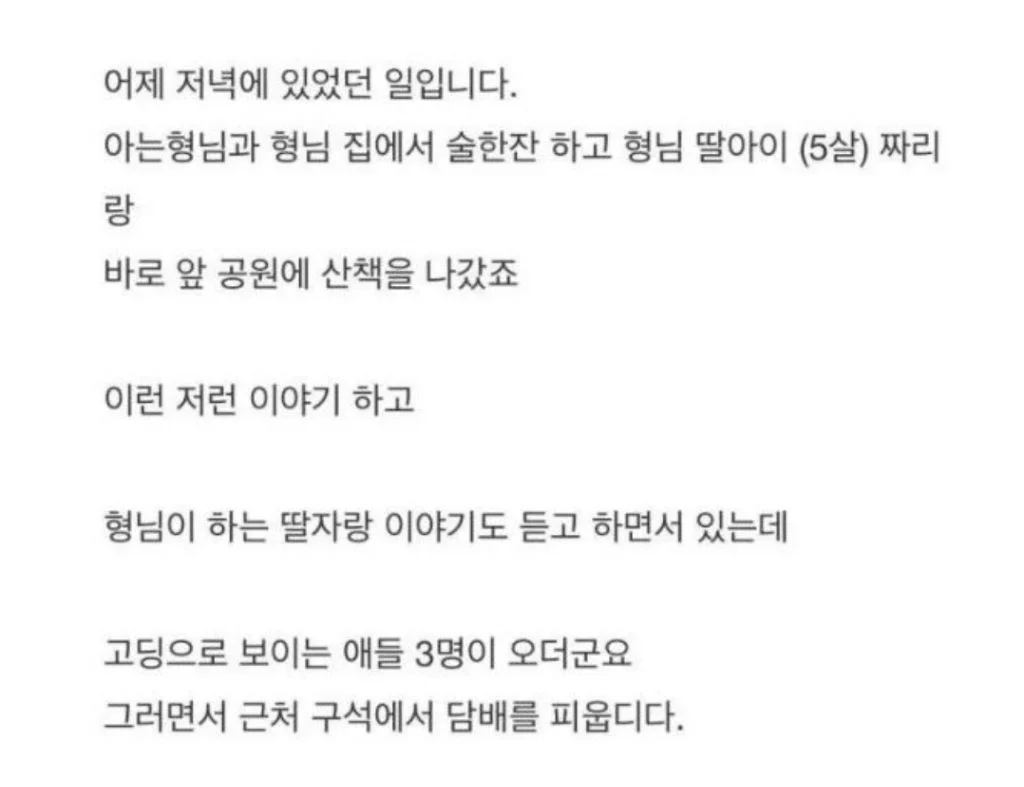 어제 저녁에 있었던 일입니다.
아는형님과 형님 집에서 술한잔 하고 형님 딸아이 (5살) 짜리
랑
바로 앞 공원에 산책을 나갔죠
이런 저런 이야기 하고
형님이 하는 딸자랑 이야기도 듣고 하면서 있는데
고딩으로 보이는 애들 3명이 오더군요
그러면서 근처 구석에서 담배를 피웁디다.